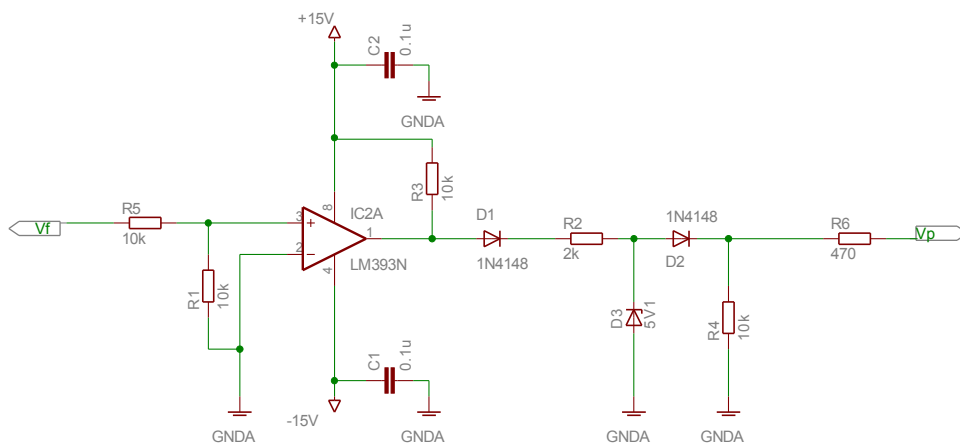 +15V
C2
0.1u
GNDA
R3
10k
8
IC2A
Vf
R5
10k
3
+
2
−
1
LM393N
4
D1
1N4148
R2
2k
1N4148
D2
R6
470
Vp
R1
10k
D3
5V1
R4
10k
C1
0.1u
GNDA
-15V
GNDA
GNDA
GNDA